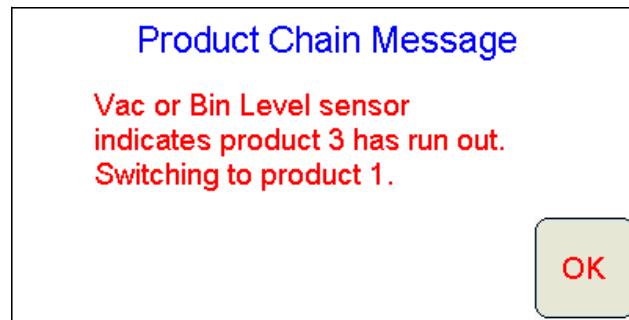 Product Chain Message
Vac or Bin Level sensor
indicates product 3 has run out.
Switching to product 1.
OK